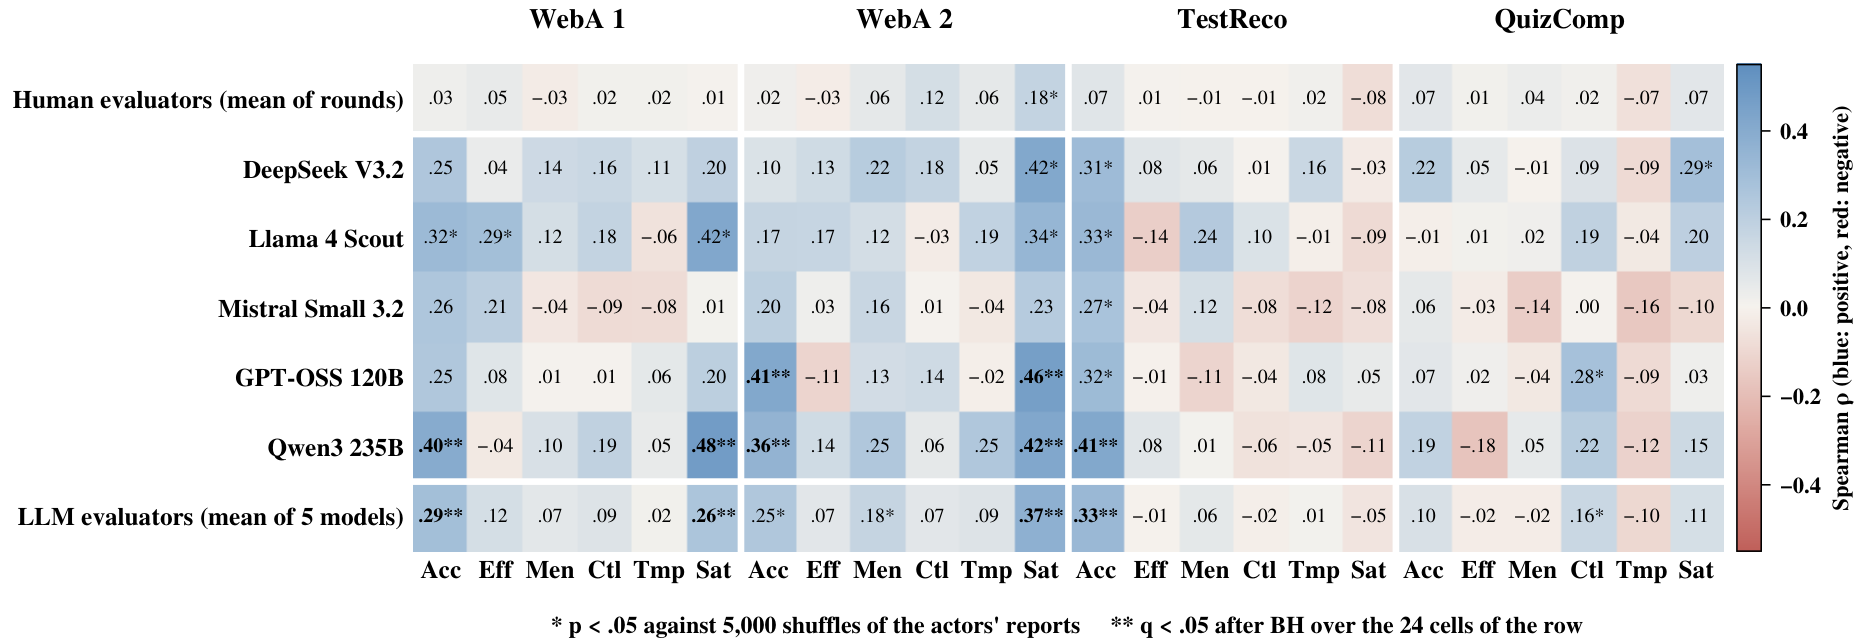 WebA 1 WebA 2 TestReco QuizComp
Human evaluators (mean of rounds) .03 .05 −.03 .02 .02 .01 .02 −.03 .06 .12 .06 .18* .07 .01 −.01 −.01 .02 −.08 .07 .01 .04 .02 −.07 .07
DeepSeek V3.2 .25 .04 .14 .16 .11 .20 .10 .13 .22 .18 .05 .42* .31* .08 .06 .01 .16 −.03 .22 .05 −.01 .09 −.09 .29*
Llama 4 Scout .32* .29* .12 .18 −.06 .42* .17 .17 .12 −.03 .19 .34* .33* −.14 .24 .10 −.01 −.09 −.01 .01 .02 .19 −.04 .20
Mistral Small 3.2 .26 .21 −.04 −.09 −.08 .01 .20 .03 .16 .01 −.04 .23 .27* −.04 .12 −.08 −.12 −.08 .06 −.03 −.14 .00 −.16 −.10
GPT-OSS 120B .25 .08 .01 .01 .06 .20 .41** −.11 .13 .14 −.02 .46** .32* −.01 −.11 −.04 .08 .05 .07 .02 −.04 .28* −.09 .03
Qwen3 235B .40** −.04 .10 .19 .05 .48** .36** .14 .25 .06 .25 .42** .41** .08 .01 −.06 −.05 −.11 .19 −.18 .05 .22 −.12 .15
LLM evaluators (mean of 5 models) .29** .12 .07 .09 .02 .26** .25* .07 .18* .07 .09 .37** .33** −.01 .06 −.02 .01 −.05 .10 −.02 −.02 .16* −.10 .11
Acc Eff Men Ctl Tmp Sat Acc Eff Men Ctl Tmp Sat Acc Eff Men Ctl Tmp Sat Acc Eff Men Ctl Tmp Sat
0.4
0.2
0.0
−0.2
−0.4
Spearman ρ (blue: positive, red: negative)
* p < .05 against 5,000 shuffles of the actors' reports ** q < .05 after BH over the 24 cells of the row